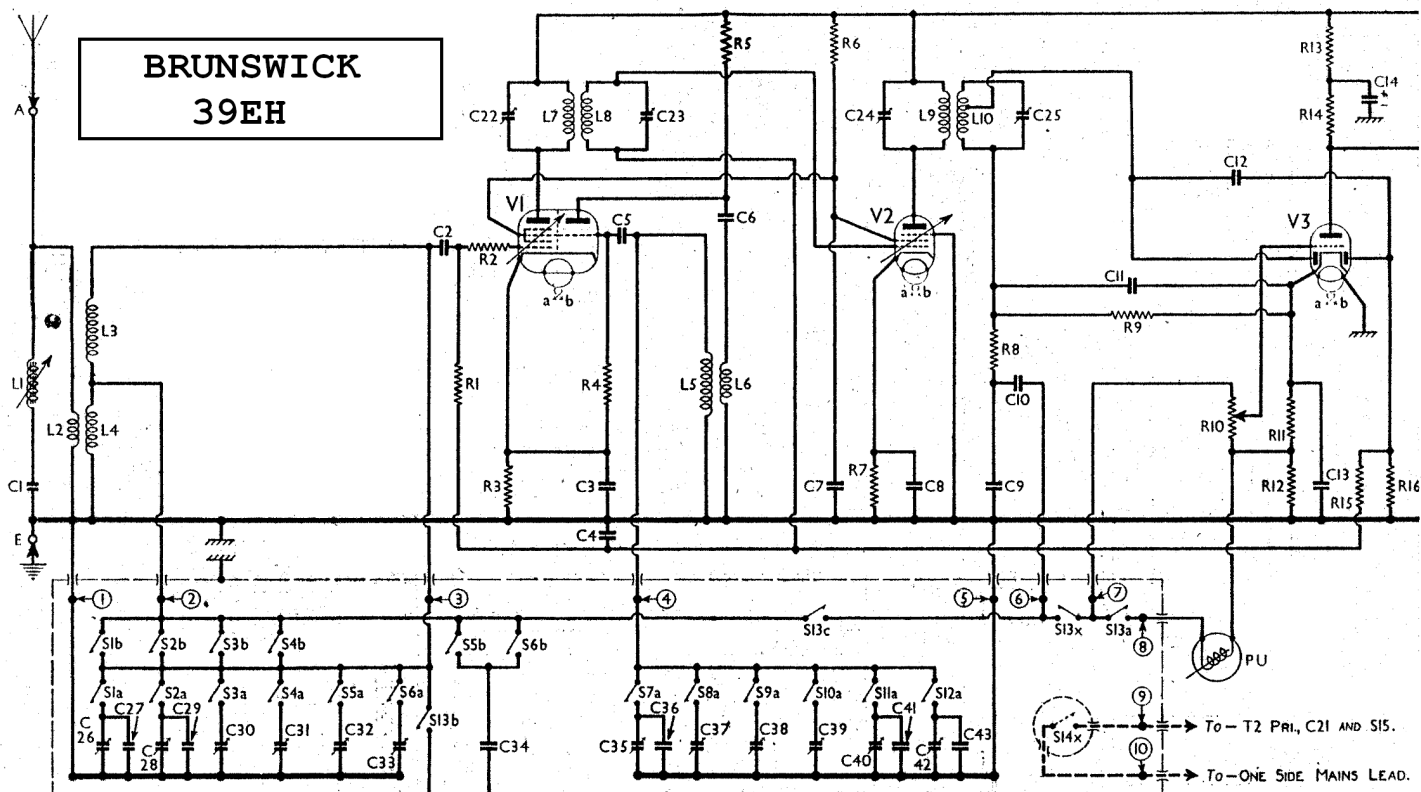 BRUNSWICK
39EH
A
E
L1
C1
L2
L3
L4
R1
C2
R2
V1
a b
C22
L7
L8
C23
C5
R3
R4
C3
C4
R5
C6
L5
L6
R6
C7
C24
L9
L10
C25
V2
a b
R7
C8
R8
C9
C10
C11
R9
C12
R13
C14
+
-
R14
V3
a b
R10
R11
R12
C13
R15
R16
1
2
3
4
5
6
7
8
9
10
S1b
S2b
S3b
S4b
S5b
S6b
S13c
S13x
S13a
PU
S1a
S2a
S3a
S4a
S5a
S6a
S13b
S7a
S8a
S9a
S10a
S11a
S12a
C
26
C27
C
28
C29
C30
C31
C32
C33
C34
C35
C36
C37
C38
C39
C40
C41
C
42
C43
S14x
To – T2 PRI., C21 AND S15.
To – ONE SIDE MAINS LEAD.